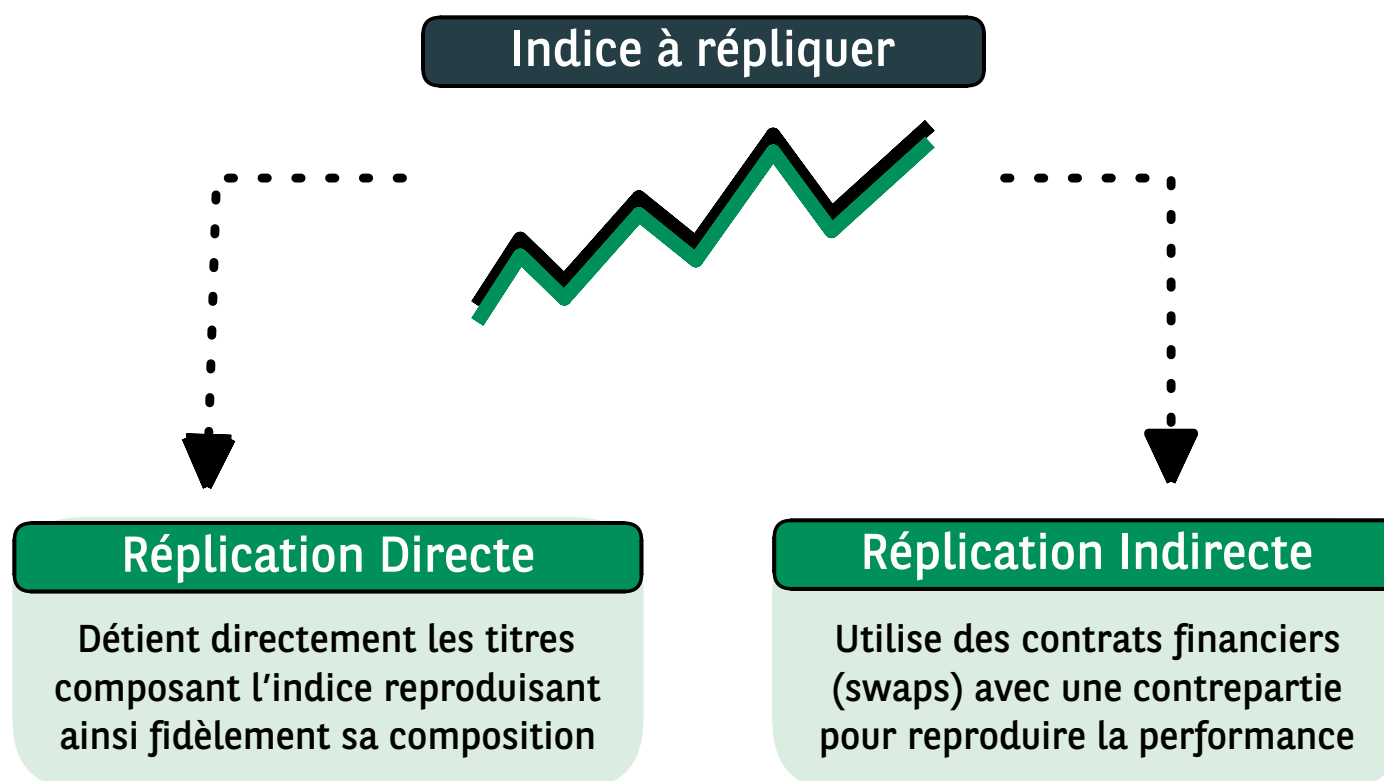 Indice à répliquer
Réplication Directe
Détient directement les titres
composant l’indice reproduisant
ainsi fidèlement sa composition
Réplication Indirecte
Utilise des contrats financiers
(swaps) avec une contrepartie
pour reproduire la performance